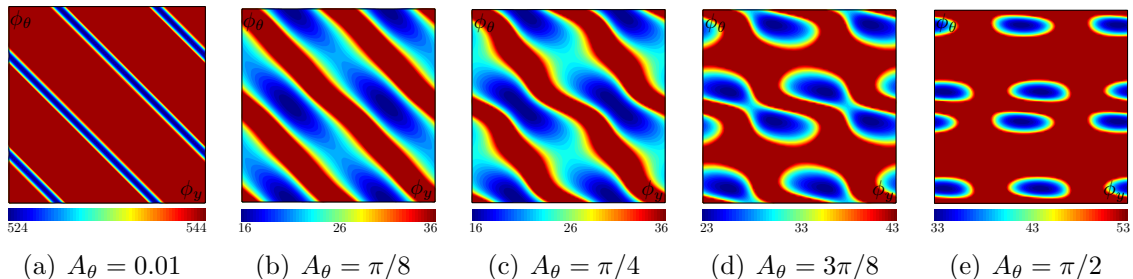 ϕθ ϕθ ϕθ ϕθ ϕθ
ϕy ϕy ϕy ϕy ϕy
524 544 16 26 36 16 26 36 23 33 43 33 43 53
(a) Aθ = 0.01 (b) Aθ = π/8 (c) Aθ = π/4 (d) Aθ = 3π/8 (e) Aθ = π/2